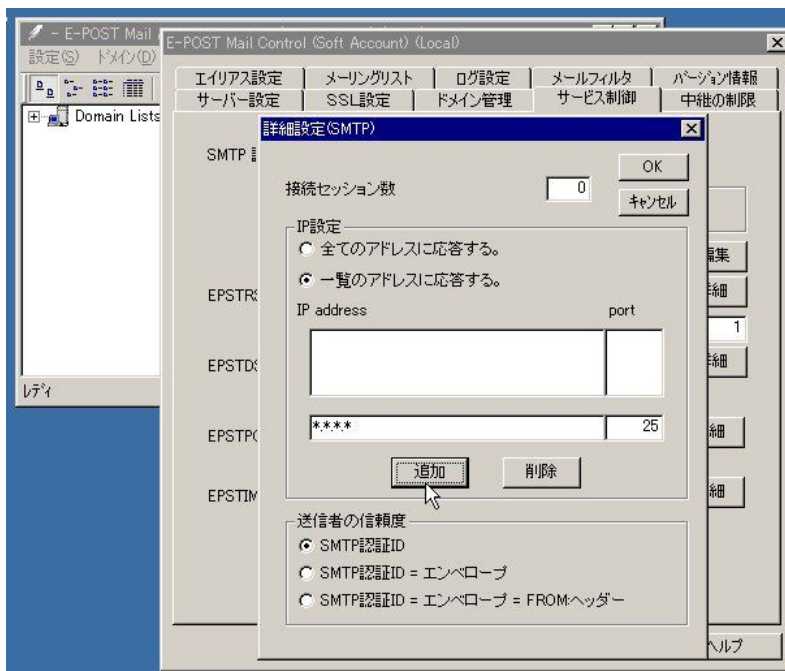 - E-POST Mail
設定(S) ドメイン(D)
Domain Lists
レディ
E-POST Mail Control (Soft Account) (Local)
エイリアス設定 メーリングリスト ログ設定 メールフィルタ バージョン情報
サーバー設定 SSL設定 ドメイン管理 サービス制御 中継の制限
SMTP
EPSTRS
編集
詳細
1
EPSTDS
詳細
細
細
ヘルプ
詳細設定(SMTP)
OK
接続セッション数 0
キャンセル
IP設定
全てのアドレスに応答する。
一覧のアドレスに応答する。
IP address port
*.*.*.* 25
追加 削除
送信者の信頼度
SMTP認証ID
SMTP認証ID = エンベロープ
SMTP認証ID = エンベロープ = FROM:ヘッダー